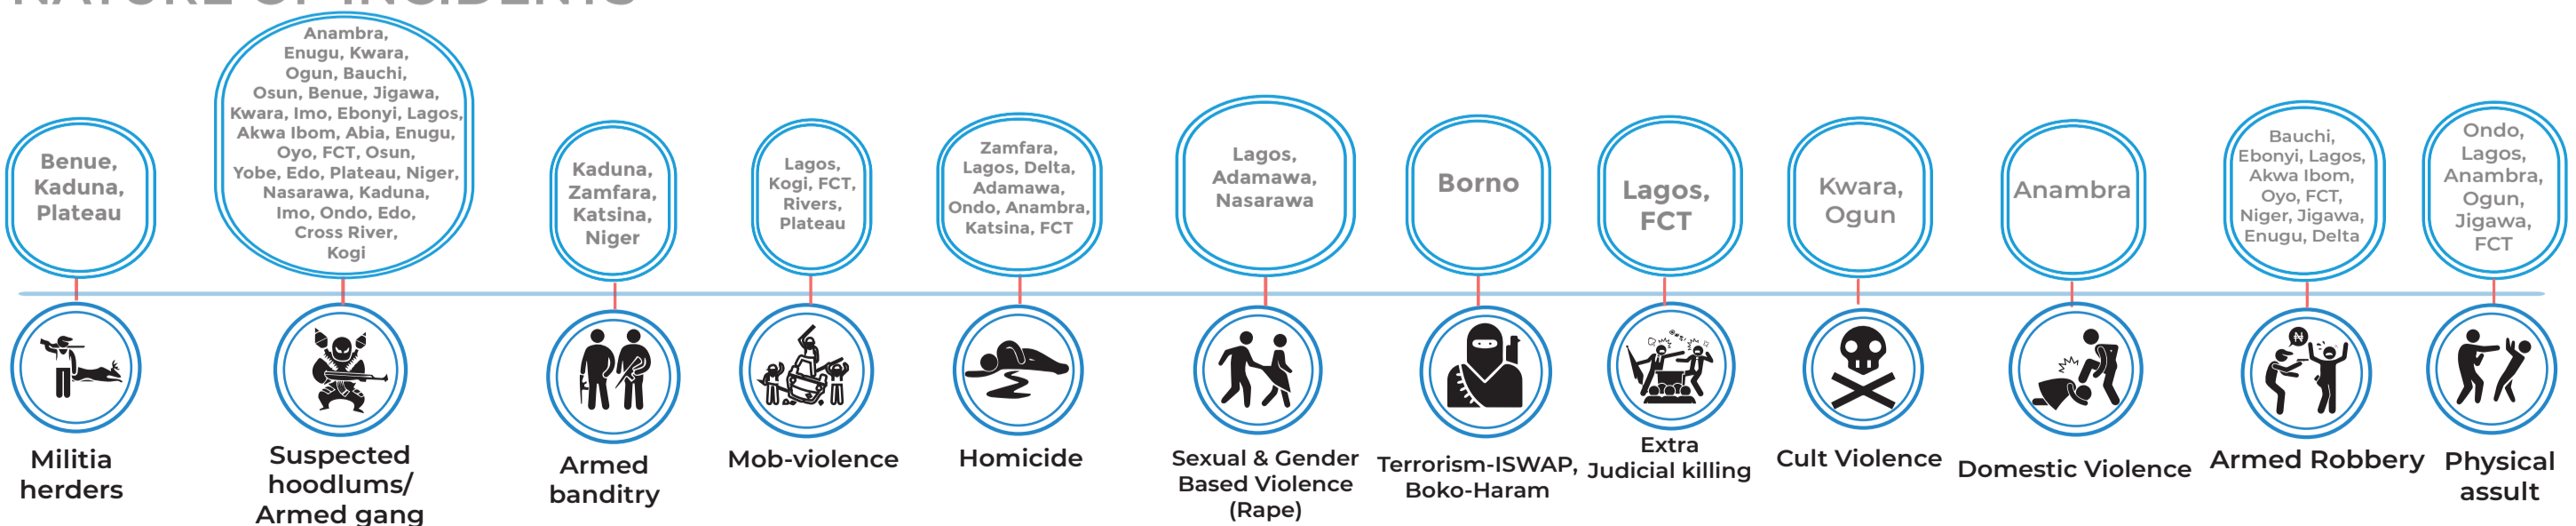 NATURE OF INCIDENTS
Benue,
Kaduna,
Plateau
Militia
herders
Anambra,
Enugu, Kwara,
Ogun, Bauchi,
Osun, Benue, Jigawa,
Kwara, Imo, Ebonyi, Lagos,
Akwa Ibom, Abia, Enugu,
Oyo, FCT, Osun,
Yobe, Edo, Plateau, Niger,
Nasarawa, Kaduna,
Imo, Ondo, Edo,
Cross River,
Kogi
Suspected
hoodlums/
Armed gang
Kaduna,
Zamfara,
Katsina,
Niger
Armed
banditry
Lagos,
Kogi, FCT,
Rivers,
Plateau
Mob-violence
Zamfara,
Lagos, Delta,
Adamawa,
Ondo, Anambra,
Katsina, FCT
Homicide
Lagos,
Adamawa,
Nasarawa
Sexual & Gender
Based Violence
(Rape)
Borno
Terrorism-ISWAP,
Boko-Haram
Lagos,
FCT
Extra
Judicial killing
Kwara,
Ogun
Cult Violence
Anambra
Domestic Violence
Bauchi,
Ebonyi, Lagos,
Akwa Ibom,
Oyo, FCT,
Niger, Jigawa,
Enugu, Delta
₦
Armed Robbery
Ondo,
Lagos,
Anambra,
Ogun,
Jigawa,
FCT
Physical
assult